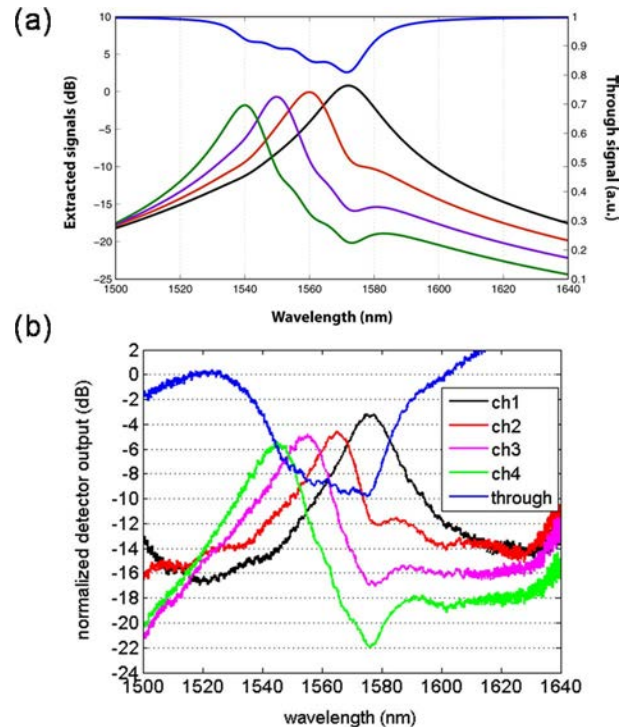 (a)
10
5
0
-5
-10
-15
-20
-25
Extracted signals (dB)
1
0.9
0.8
0.7
0.6
0.5
0.4
0.3
0.2
0.1
Through signal (a.u.)
1500 1520 1540 1560 1580 1600 1620 1640
Wavelength (nm)
(b)
2
0
-2
-4
-6
-8
-10
-12
-14
-16
-18
-20
-22
-24
normalized detector output (dB)
ch1
ch2
ch3
ch4
through
1500 1520 1540 1560 1580 1600 1620 1640
wavelength (nm)